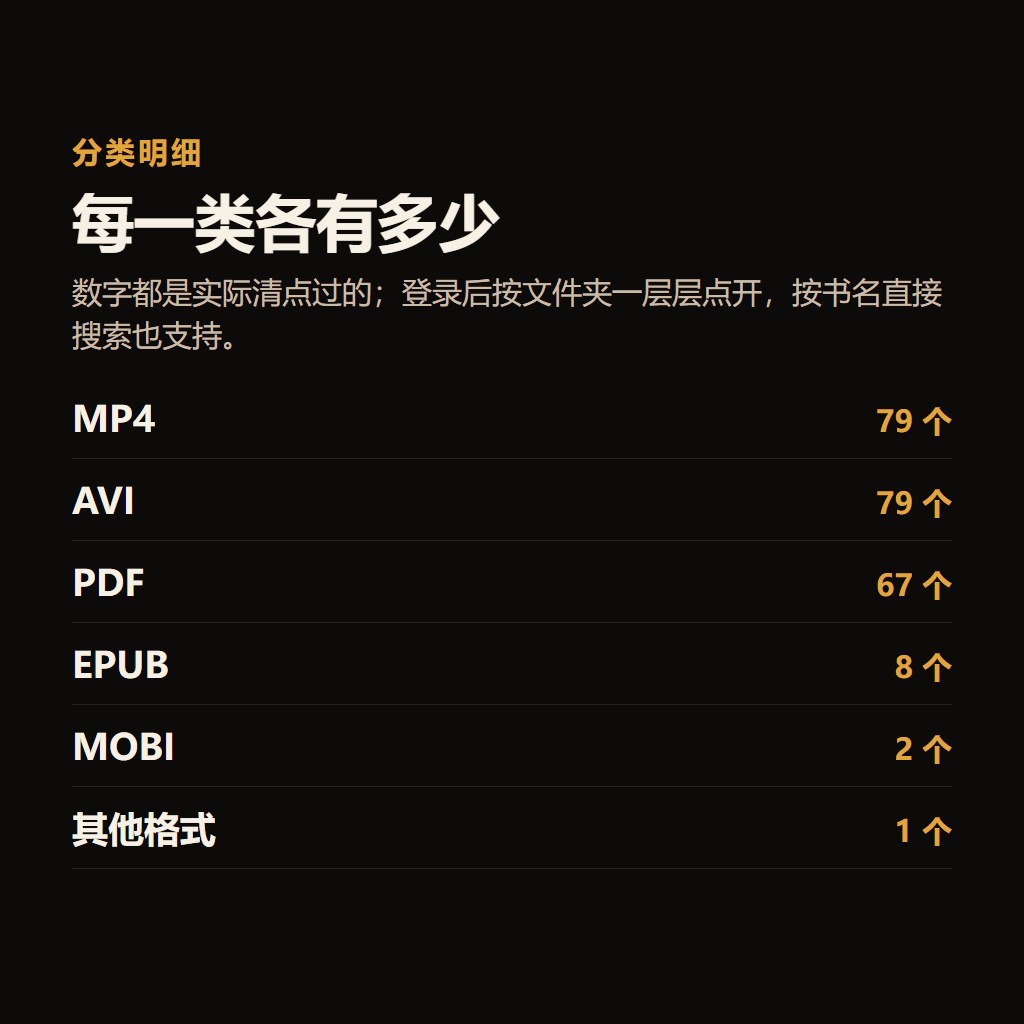 分类明细
每一类各有多少
数字都是实际清点过的；登录后按文件夹一层层点开，按书名直接
搜索也支持。
MP4 79 个
AVI 79 个
PDF 67 个
EPUB 8 个
MOBI 2 个
其他格式 1 个